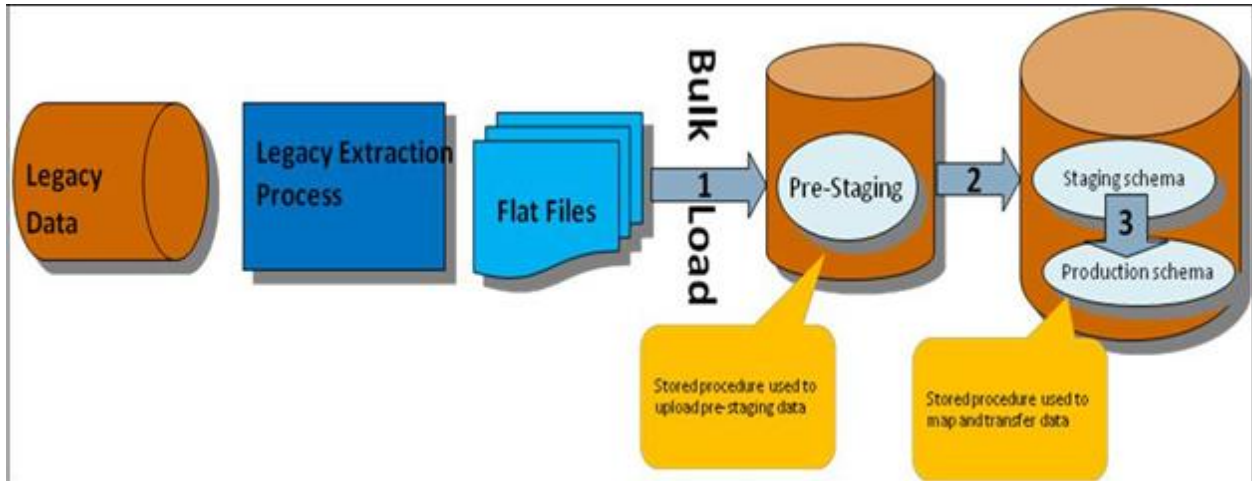 Legacy
Data
Legacy Extraction
Process
Flat Files
Bulk
Load
1
Pre-Staging
2
Staging schema
3
Production schema
Stored procedure used to
upload pre-staging data
Stored procedure used to
map and transfer data